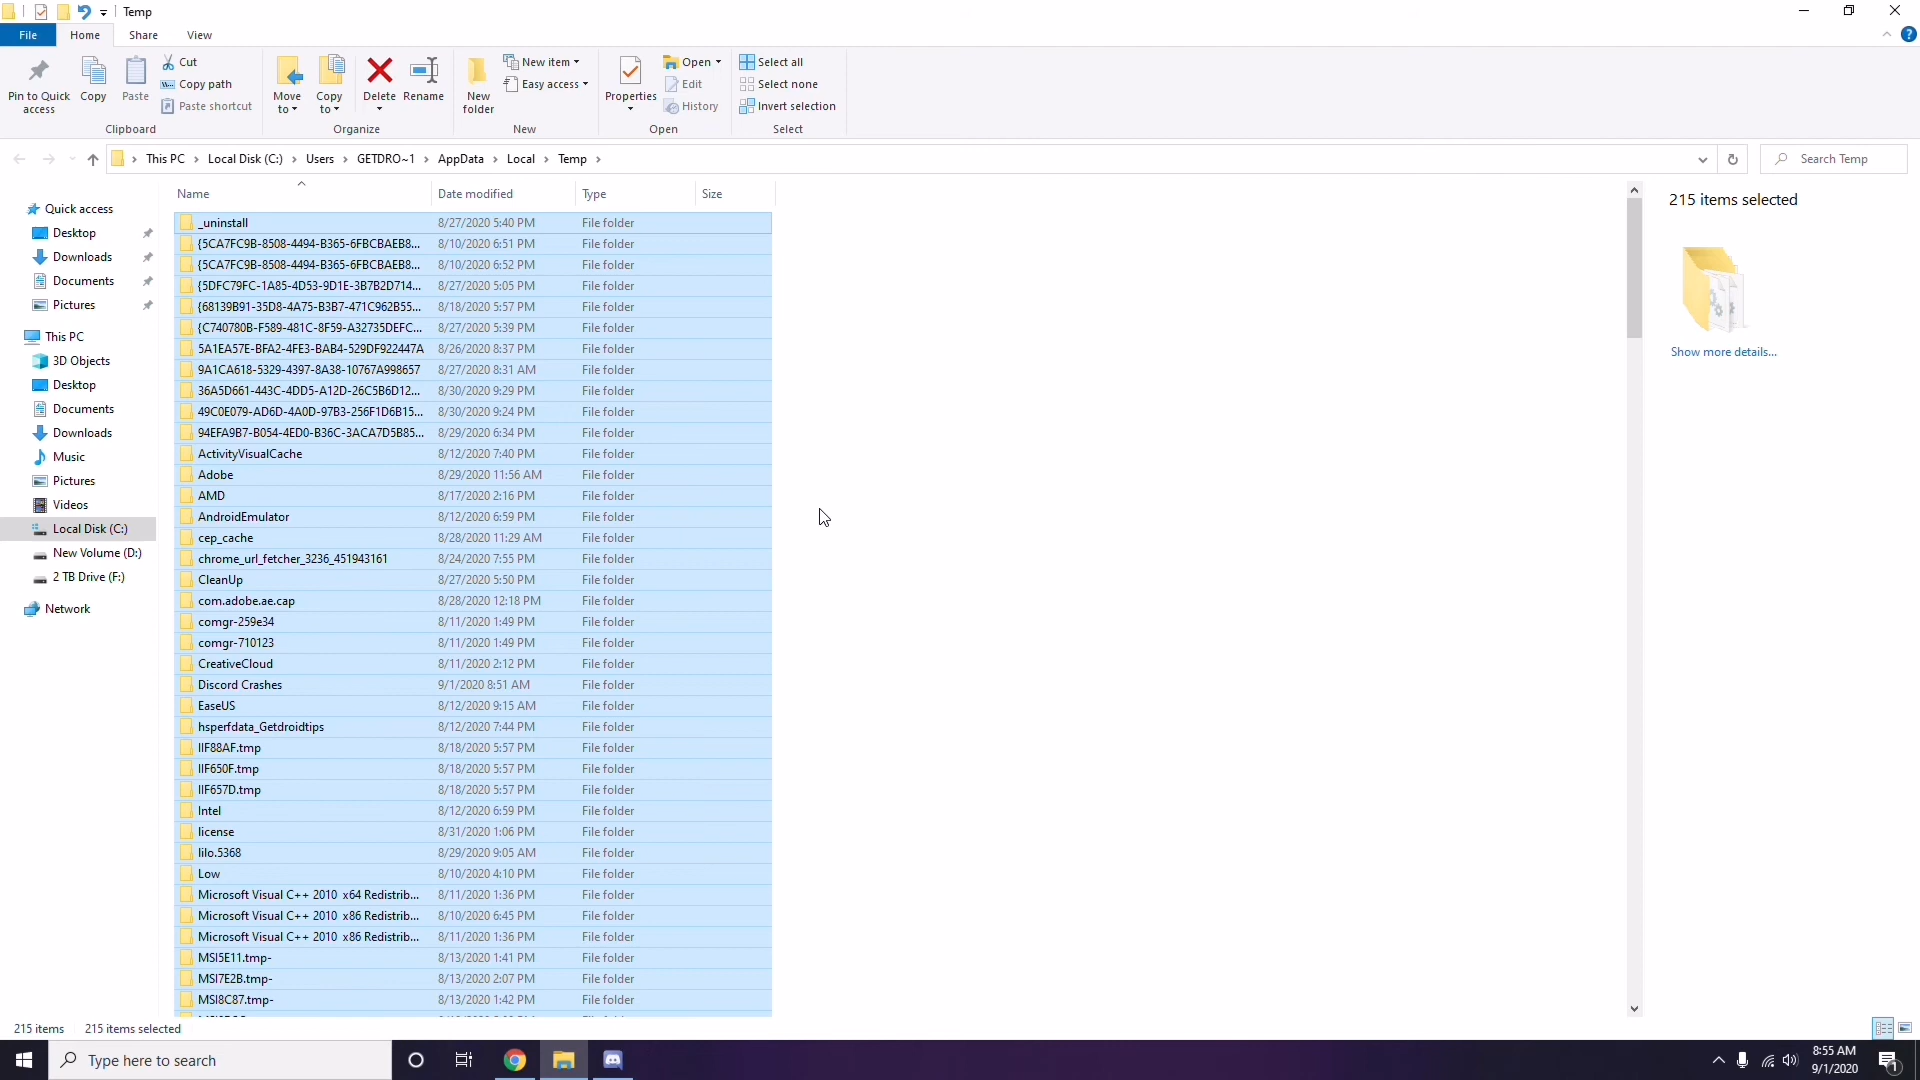 Temp
File Home Share View
Pin to Quick access
Copy
Paste
Cut
Copy path
Paste shortcut
Clipboard
Move to
Copy to
Delete
Rename
Organize
New folder
New item
Easy access
New
Properties
Open
Edit
History
Open
Select all
Select none
Invert selection
Select
This PC > Local Disk (C:) > Users > GETDRO~1 > AppData > Local > Temp >
Search Temp
Quick access
Desktop
Downloads
Documents
Pictures
This PC
3D Objects
Desktop
Documents
Downloads
Music
Pictures
Videos
Local Disk (C:)
New Volume (D:)
2 TB Drive (F:)
Network
Name Date modified Type Size
_uninstall 8/27/2020 5:40 PM File folder
{5CA7FC9B-8508-4494-B365-6FBCBAEB8... 8/10/2020 6:51 PM File folder
{5CA7FC9B-8508-4494-B365-6FBCBAEB8... 8/10/2020 6:52 PM File folder
{5DFC79FC-1A85-4D53-9D1E-3B7B2D714... 8/27/2020 5:05 PM File folder
{68139B91-35D8-4A75-B3B7-471C962B55... 8/18/2020 5:57 PM File folder
{C740780B-F589-481C-8F59-A32735DEFC... 8/27/2020 5:39 PM File folder
5A1EA57E-BFA2-4FE3-BAB4-529DF922447A 8/26/2020 8:37 PM File folder
9A1CA618-5329-4397-8A38-10767A998657 8/27/2020 8:31 AM File folder
36A5D661-443C-4DD5-A12D-26C5B6D12... 8/30/2020 9:29 PM File folder
49C0E079-AD6D-4A0D-97B3-256F1D6B15... 8/30/2020 9:24 PM File folder
94EFA9B7-B054-4ED0-B36C-3ACA7D5B85... 8/29/2020 6:34 PM File folder
ActivityVisualCache 8/12/2020 7:40 PM File folder
Adobe 8/29/2020 11:56 AM File folder
AMD 8/17/2020 2:16 PM File folder
AndroidEmulator 8/12/2020 6:59 PM File folder
cep_cache 8/28/2020 11:29 AM File folder
chrome_url_fetcher_3236_451943161 8/24/2020 7:55 PM File folder
CleanUp 8/27/2020 5:50 PM File folder
com.adobe.ae.cap 8/28/2020 12:18 PM File folder
comgr-259e34 8/11/2020 1:49 PM File folder
comgr-710123 8/11/2020 1:49 PM File folder
CreativeCloud 8/11/2020 2:12 PM File folder
Discord Crashes 9/1/2020 8:51 AM File folder
EaseUS 8/12/2020 9:15 AM File folder
hsperfdata_Getdroidtips 8/12/2020 7:44 PM File folder
IIF88AF.tmp 8/18/2020 5:57 PM File folder
IIF650F.tmp 8/18/2020 5:57 PM File folder
IIF657D.tmp 8/18/2020 5:57 PM File folder
Intel 8/12/2020 6:59 PM File folder
license 8/31/2020 1:06 PM File folder
lilo.5368 8/29/2020 9:05 AM File folder
Low 8/10/2020 4:10 PM File folder
Microsoft Visual C++ 2010 x64 Redistrib... 8/11/2020 1:36 PM File folder
Microsoft Visual C++ 2010 x86 Redistrib... 8/10/2020 6:45 PM File folder
Microsoft Visual C++ 2010 x86 Redistrib... 8/11/2020 1:36 PM File folder
MSI5E11.tmp- 8/13/2020 1:41 PM File folder
MSI7E2B.tmp- 8/13/2020 2:07 PM File folder
MSI8C87.tmp- 8/13/2020 1:42 PM File folder
215 items selected
Show more details...
215 items 215 items selected
Type here to search
8:55 AM
9/1/2020
1